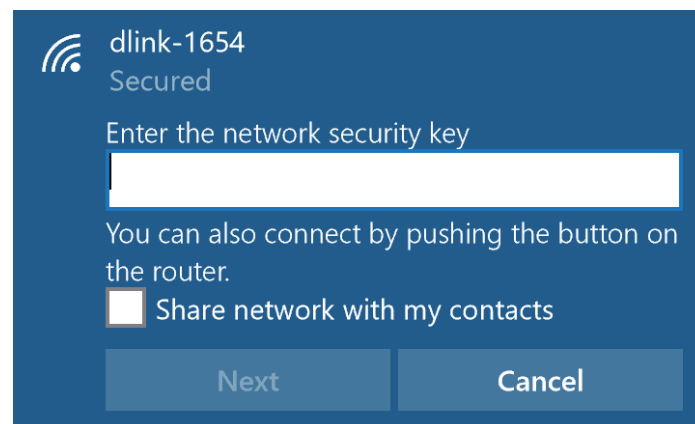 dlink-1654
Secured
Enter the network security key
You can also connect by pushing the button on
the router.
Share network with my contacts
Next
Cancel